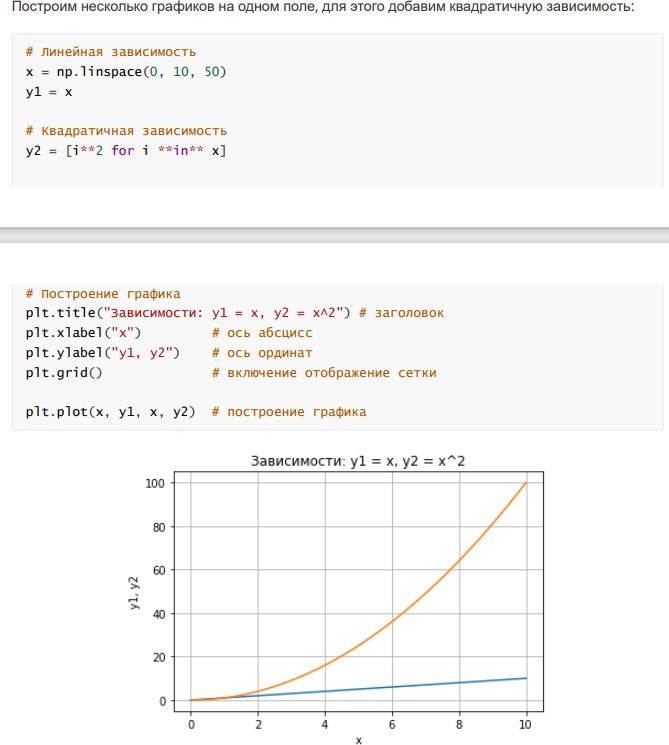 Построим несколько графиков на одном поле, для этого добавим квадратичную зависимость:
# Линейная зависимость
x = np.linspace(0, 10, 50)
y1 = x
# Квадратичная зависимость
y2 = [i**2 for i **in** x]
# Построение графика
plt.title("Зависимости: y1 = x, y2 = x^2") # заголовок
plt.xlabel("x") # ось абсцисс
plt.ylabel("y1, y2") # ось ординат
plt.grid() # включение отображение сетки
plt.plot(x, y1, x, y2) # построение графика
Зависимости: y1 = x, y2 = x^2
100
80
60
40
20
0
y1, y2
0 2 4 6 8 10
x